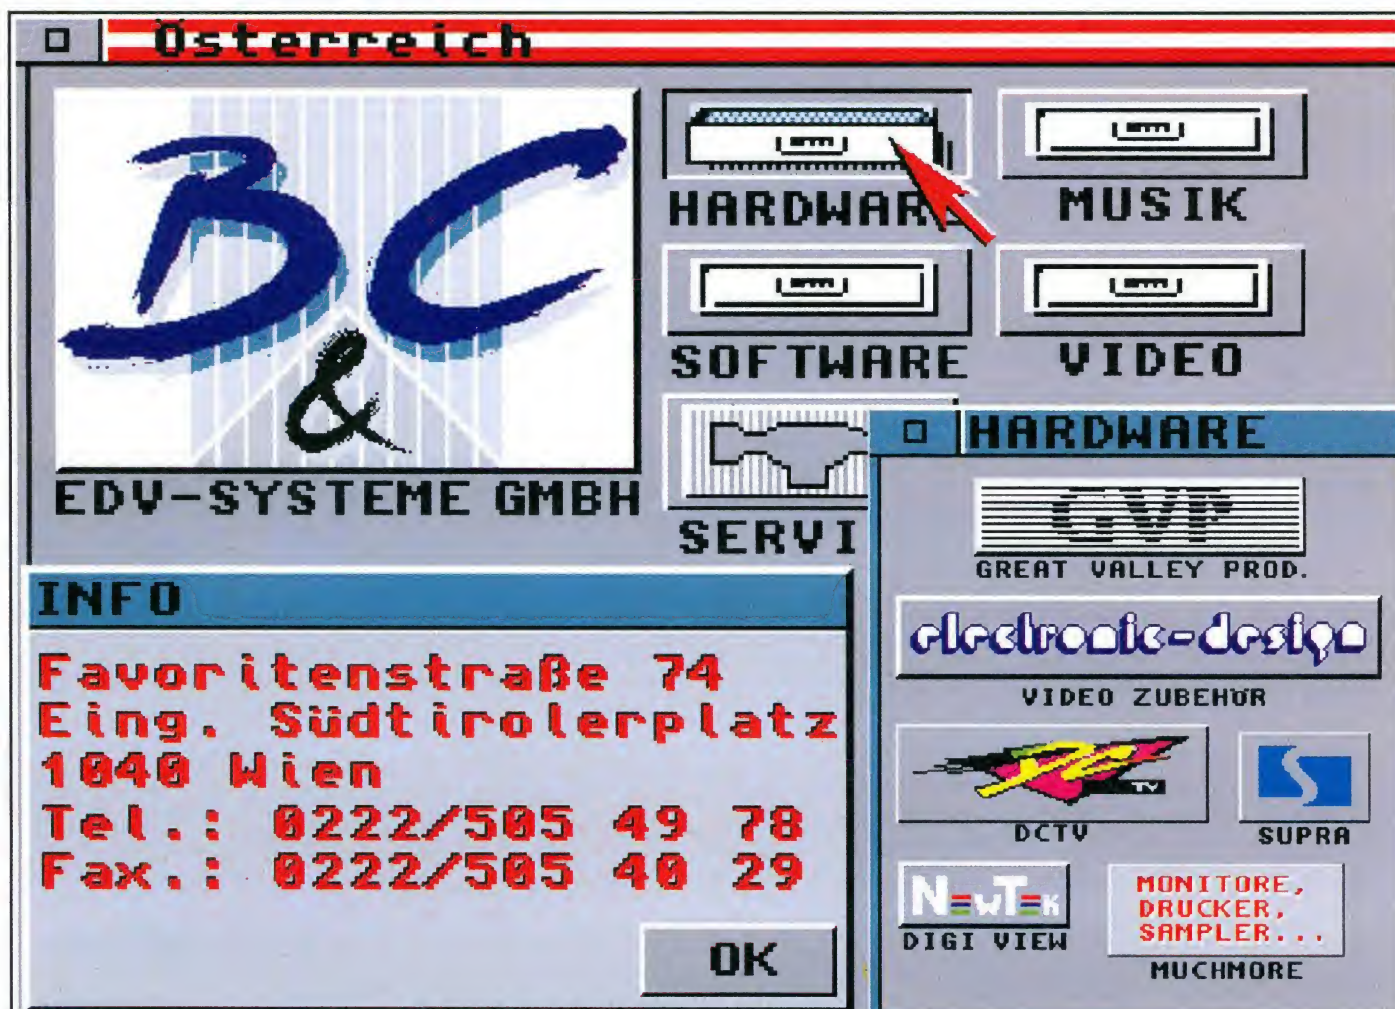 Österreich
B&C
EDV-SYSTEME GMBH
HARDWARE
MUSIK
SOFTWARE
VIDEO
SERVI
INFO
Favoritenstraße 74
Eing. Südtirolerplatz
1040 Wien
Tel.: 0222/505 49 78
Fax.: 0222/505 40 29
OK
HARDWARE
GVP
GREAT VALLEY PROD.
electronic-design
VIDEO ZUBEHÖR
TV
DCTV
SUPRA
NEWTEK
DIGI VIEW
MONITORE,
DRUCKER,
SAMPLER...
MUCHMORE